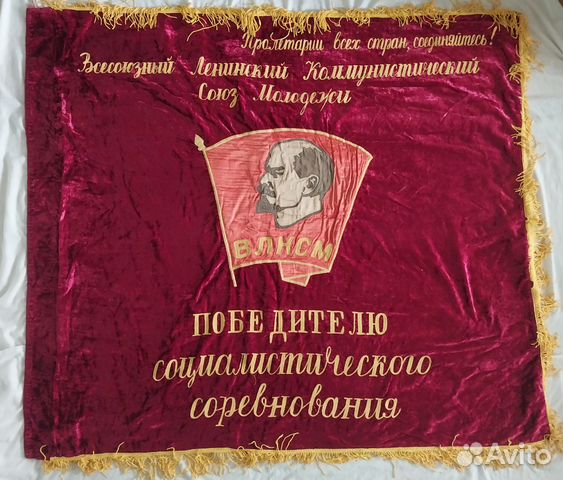 Пролетарии всех стран, соединяйтесь!
Всесоюзный Ленинский Коммунистический
Союз Молодежи
ВЛКСМ
ПОБЕДИТЕЛЮ
социалистического
соревнования
Avito